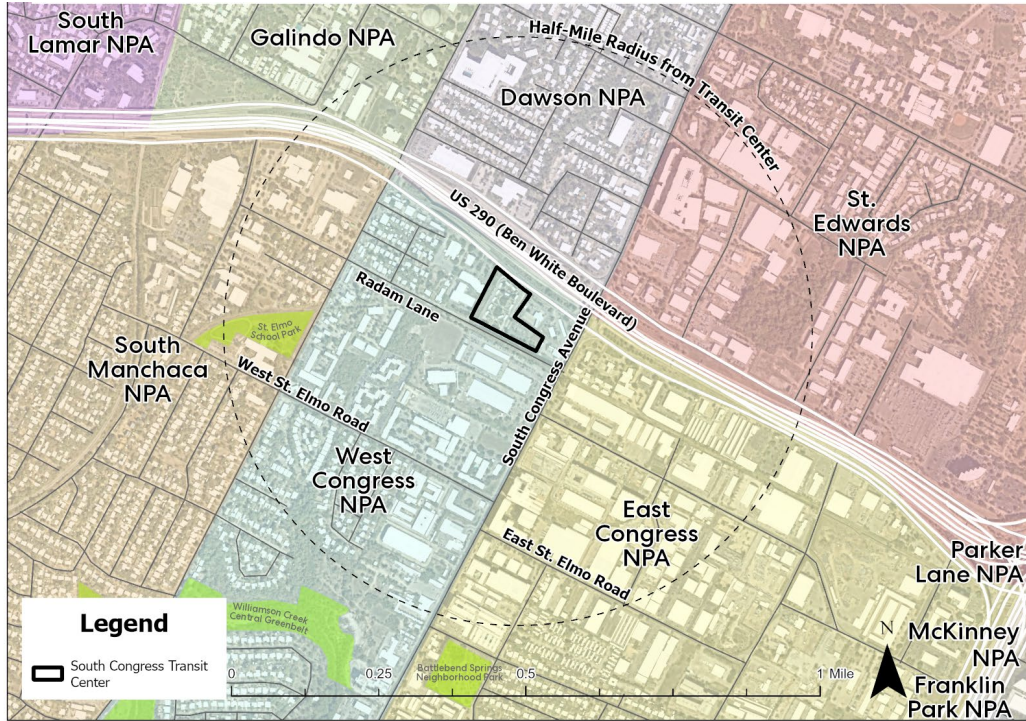 South
Lamar NPA
Galindo NPA
Half-Mile Radius from Transit Center
Dawson NPA
St.
Edwards
NPA
US 290 (Ben White Boulevard)
Radam Lane
St. Elmo
School Park
South
Manchaca
NPA
West St. Elmo Road
South Congress Avenue
West
Congress
NPA
East
Congress
NPA
East St. Elmo Road
Parker
Lane NPA
McKinney
NPA
Franklin
Park NPA
Williamson Creek
Central Greenbelt
Battlebend Springs
Neighborhood Park
Legend
South Congress Transit
Center
0
0.25
0.5
1 Mile
N